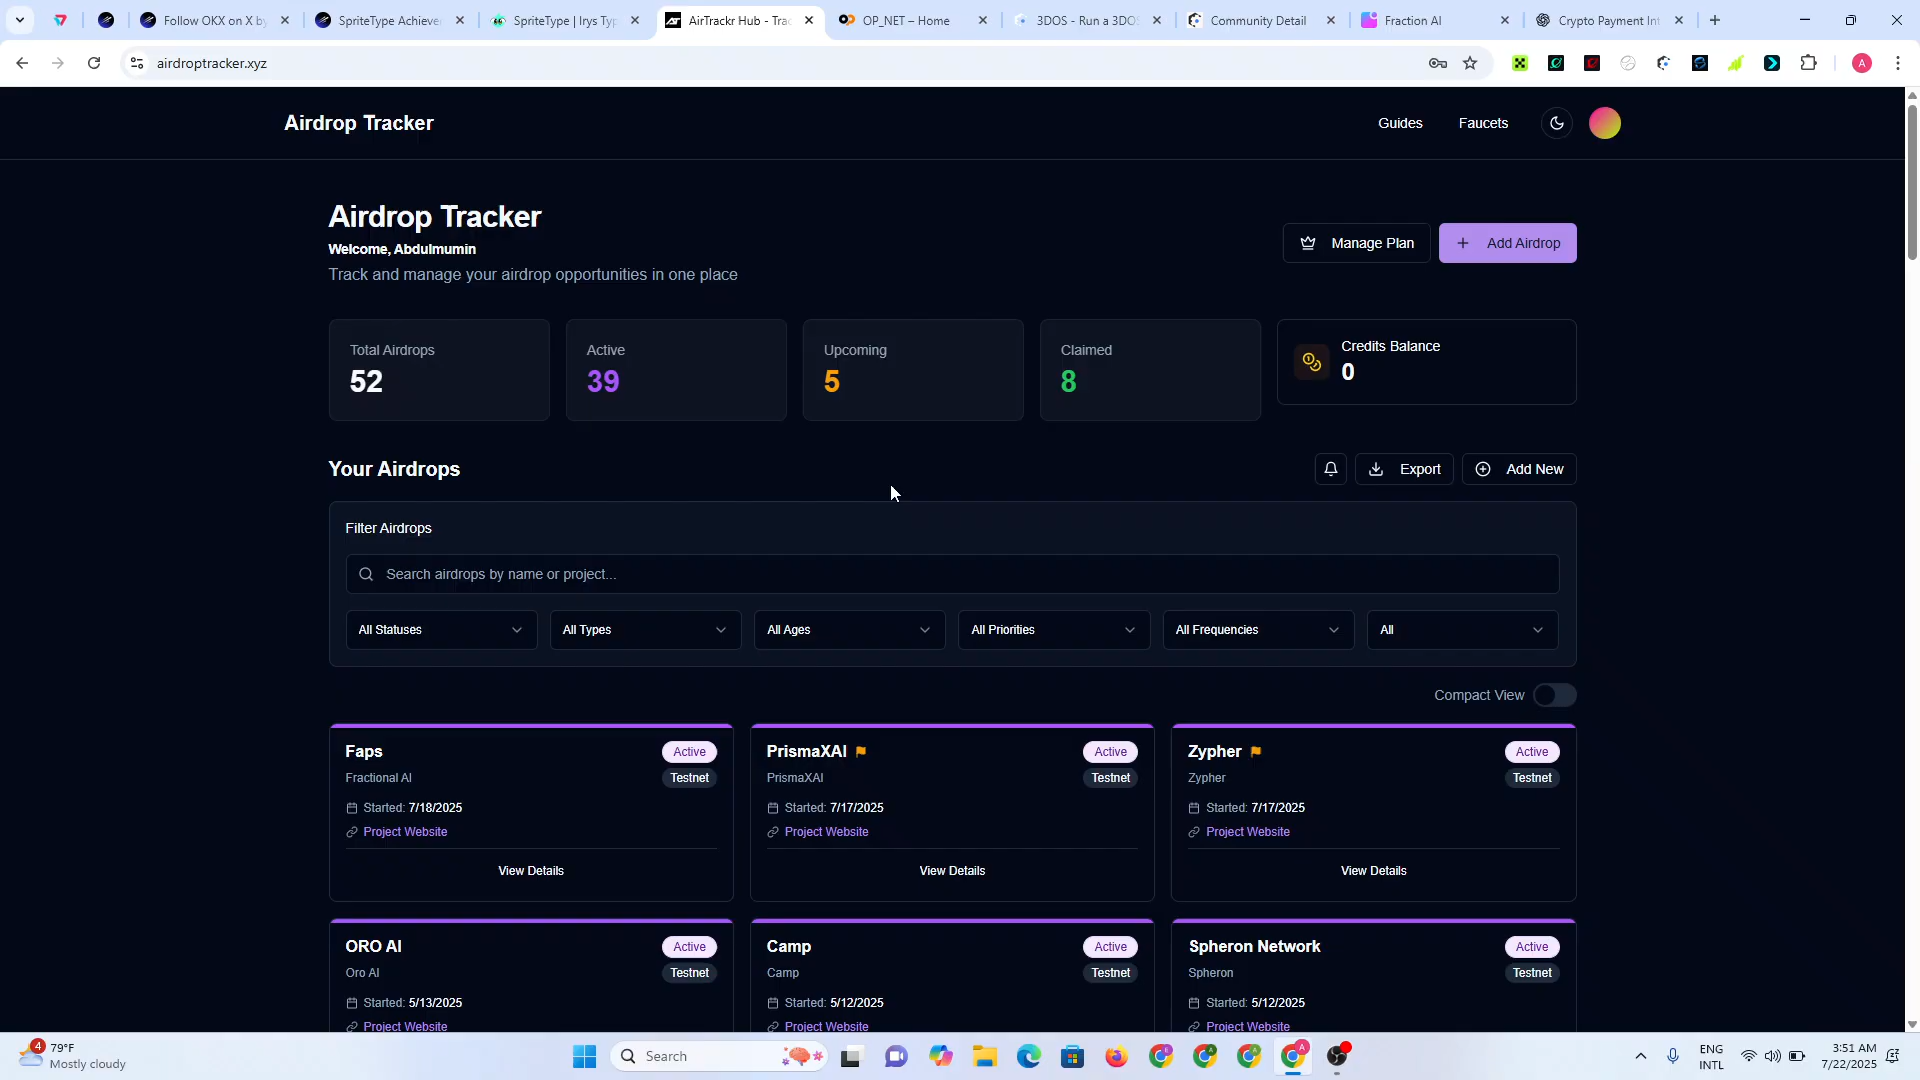 Follow OKX on X by
SpriteType Achieve
SpriteType | Irys Typ
AirTrackr Hub - Trac
OP_NET – Home
3DOS - Run a 3DOS
Community Detail
Fraction AI
Crypto Payment Int
airdroptracker.xyz
A
Airdrop Tracker
Guides
Faucets
Airdrop Tracker
Welcome, Abdulmumin
Track and manage your airdrop opportunities in one place
Manage Plan
Add Airdrop
Total Airdrops
52
Active
39
Upcoming
5
Claimed
8
Credits Balance
0
Your Airdrops
Export
Add New
Filter Airdrops
Search airdrops by name or project...
All Statuses
All Types
All Ages
All Priorities
All Frequencies
All
Compact View
Faps
Active
Fractional AI
Testnet
Started: 7/18/2025
Project Website
View Details
PrismaXAI
Active
PrismaXAI
Testnet
Started: 7/17/2025
Project Website
View Details
Zypher
Active
Zypher
Testnet
Started: 7/17/2025
Project Website
View Details
ORO AI
Active
Oro AI
Testnet
Started: 5/13/2025
Project Website
Camp
Active
Camp
Testnet
Started: 5/12/2025
Project Website
Spheron Network
Active
Spheron
Testnet
Started: 5/12/2025
Project Website
4
79°F
Mostly cloudy
Search
ENG
INTL
3:51 AM
7/22/2025